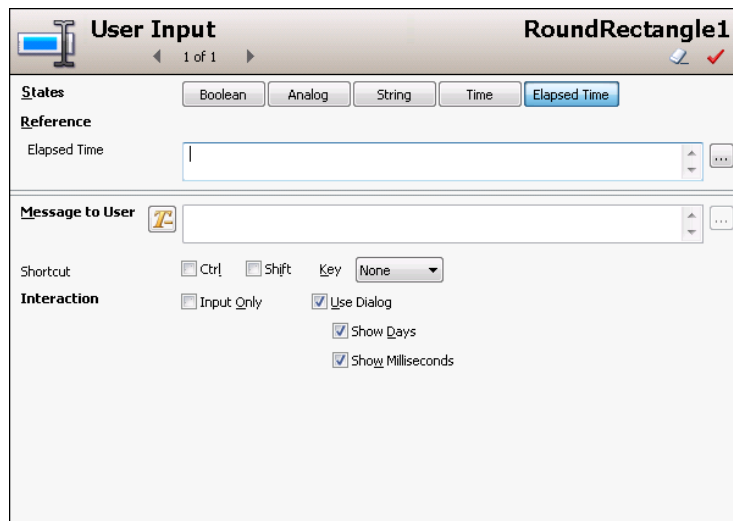 User Input RoundRectangle1
1 of 1
States Boolean Analog String Time Elapsed Time
Reference
Elapsed Time ...
Message to User T= ...
Shortcut Ctrl Shift Key None
Interaction Input Only Use Dialog
Show Days
Show Milliseconds